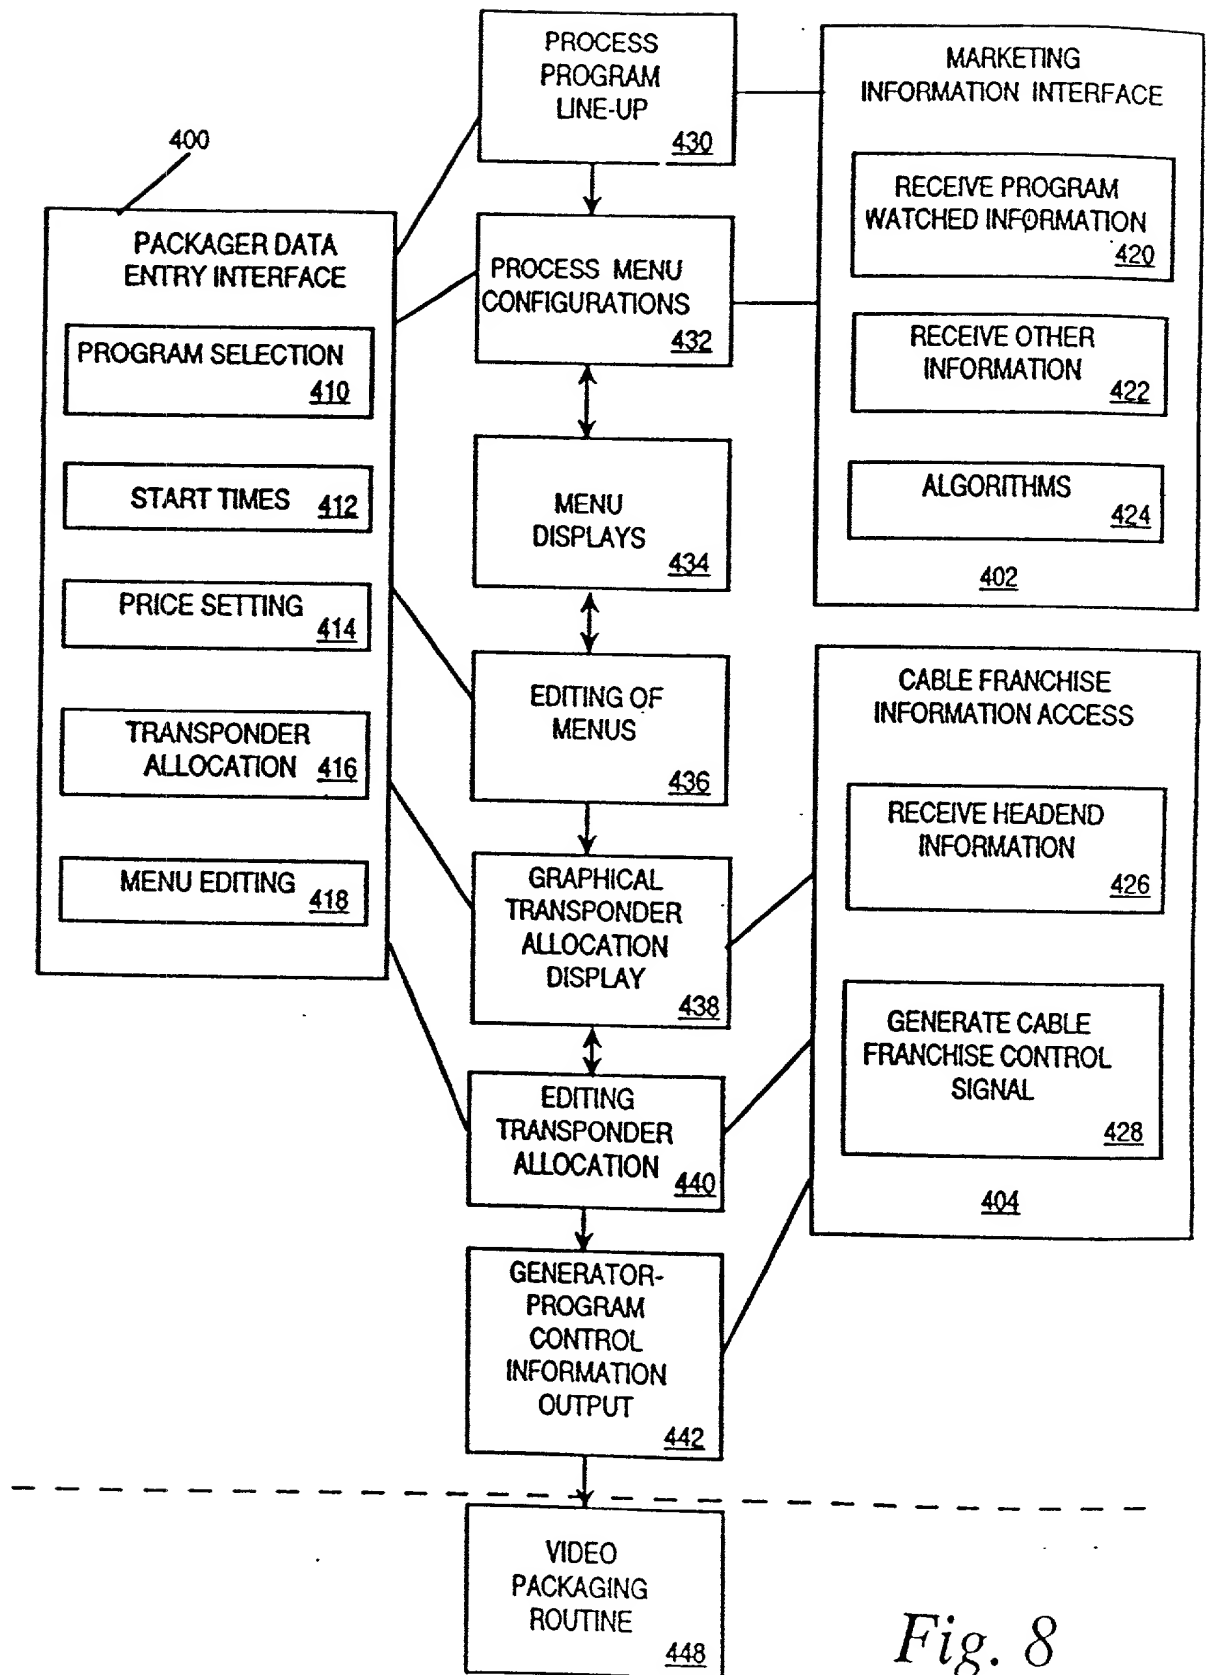 400
PACKAGER DATA
ENTRY INTERFACE
PROGRAM SELECTION
410
START TIMES 412
PRICE SETTING
414
TRANSPONDER
ALLOCATION 416
MENU EDITING 418
PROCESS
PROGRAM
LINE-UP
430
PROCESS MENU
CONFIGURATIONS
432
MENU
DISPLAYS
434
EDITING OF
MENUS
436
GRAPHICAL
TRANSPONDER
ALLOCATION
DISPLAY
438
EDITING
TRANSPONDER
ALLOCATION
440
GENERATOR-
PROGRAM
CONTROL
INFORMATION
OUTPUT
442
VIDEO
PACKAGING
ROUTINE
448
MARKETING
INFORMATION INTERFACE
RECEIVE PROGRAM
WATCHED INFORMATION
420
RECEIVE OTHER
INFORMATION
422
ALGORITHMS
424
402
CABLE FRANCHISE
INFORMATION ACCESS
RECEIVE HEADEND
INFORMATION
426
GENERATE CABLE
FRANCHISE CONTROL
SIGNAL
428
404
Fig. 8